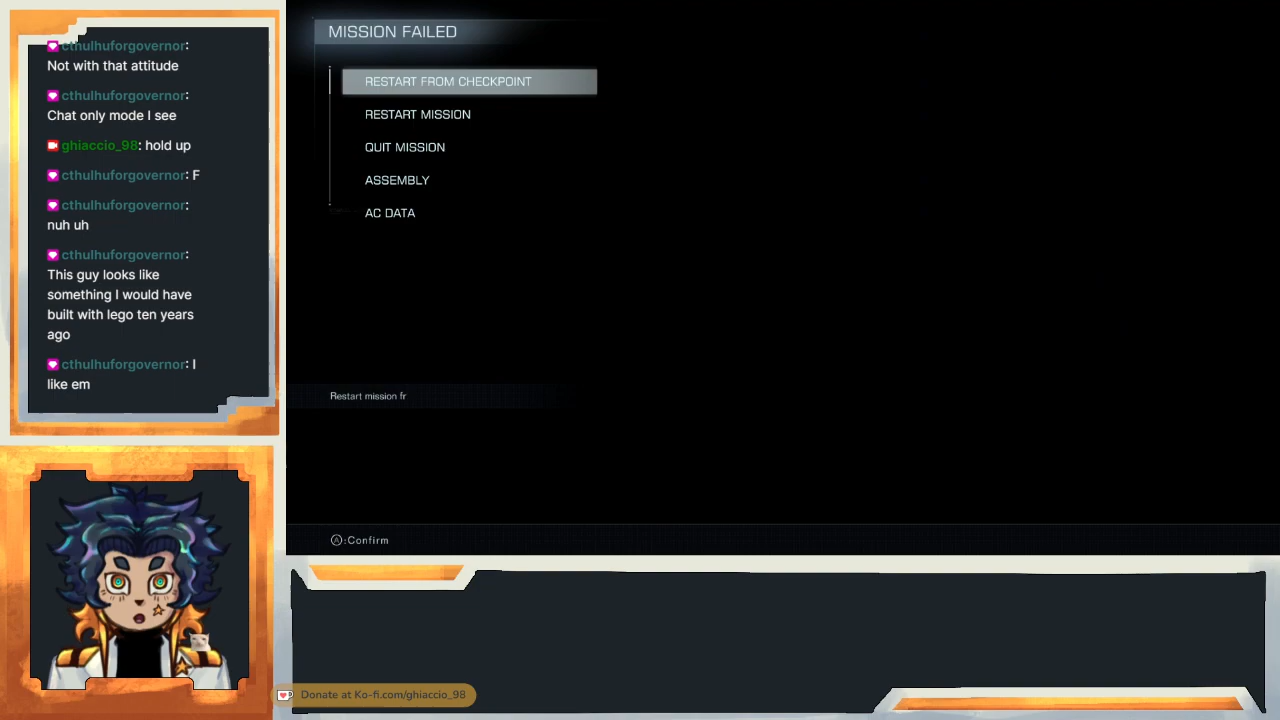 cthulhuforgovernor:
Not with that attitude
cthulhuforgovernor:
Chat only mode I see
ghiaccio_98: hold up
cthulhuforgovernor: F
cthulhuforgovernor:
nuh uh
cthulhuforgovernor:
This guy looks like
something I would have
built with lego ten years
ago
cthulhuforgovernor: I
like em
MISSION FAILED
RESTART FROM CHECKPOINT
RESTART MISSION
QUIT MISSION
ASSEMBLY
AC DATA
Restart mission fr
Ⓐ:Confirm
Donate at Ko-fi.com/ghiaccio_98